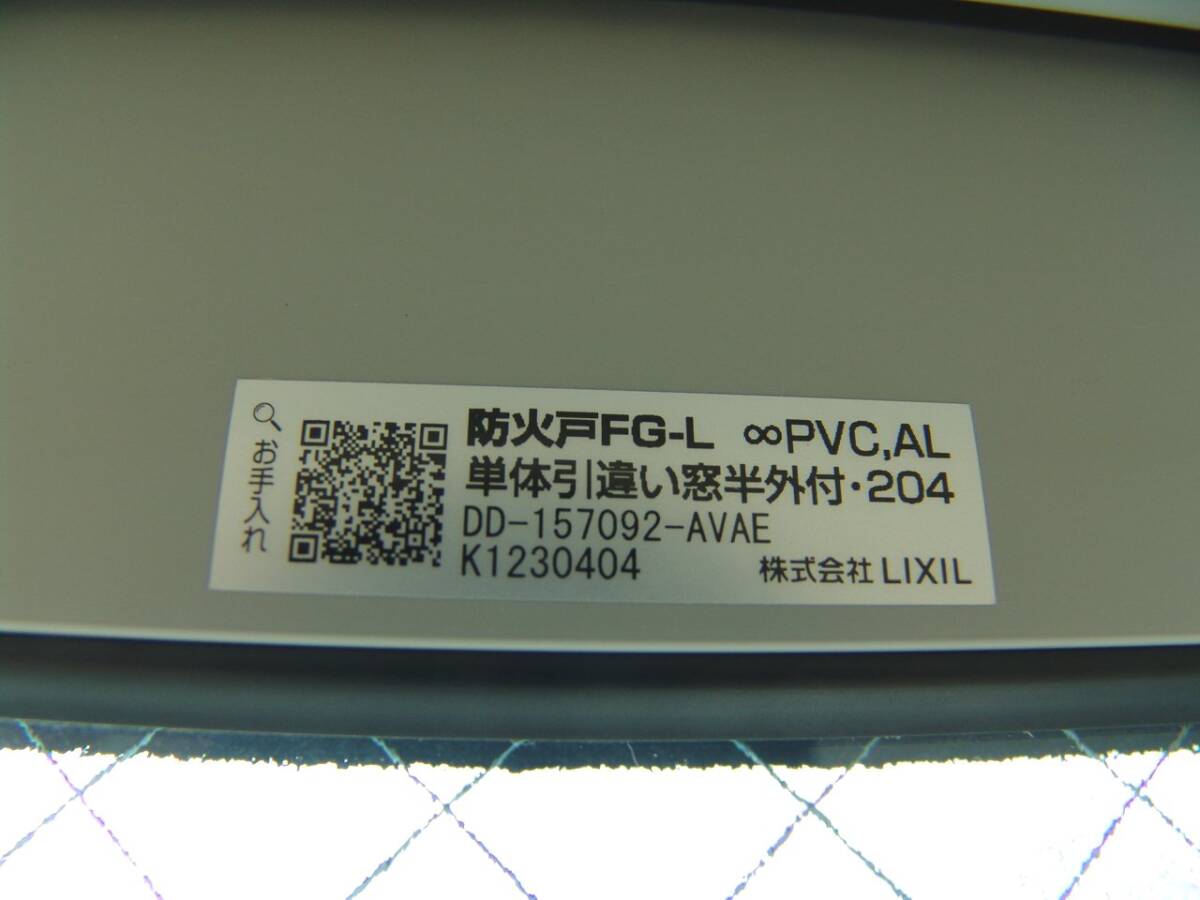 お手入れ
防火戸FG-L ∞PVC,AL
単体引違い窓半外付・204
DD-157092-AVAE
K1230404 株式会社 LIXIL